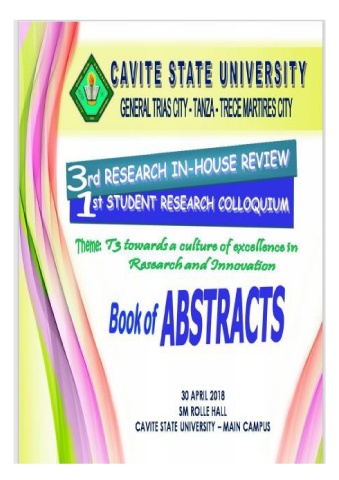 CAVITE STATE UNIVERSITY
GENERAL TRIAS CITY - TANZA - TRECE MARTIRES CITY
3rd RESEARCH IN-HOUSE REVIEW
1st STUDENT RESEARCH COLLOQUIUM
Theme: T3 towards a culture of excellence in
Research and Innovation
Book of ABSTRACTS
30 APRIL 2018
SM ROLLE HALL
CAVITE STATE UNIVERSITY – MAIN CAMPUS